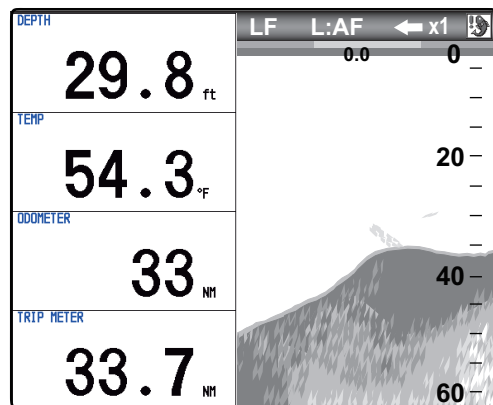 DEPTH
29.8 ft
TEMP
54.3 °F
ODOMETER
33 NM
TRIP METER
33.7 NM
LF L:AF x1
0.0 0
20
40
60